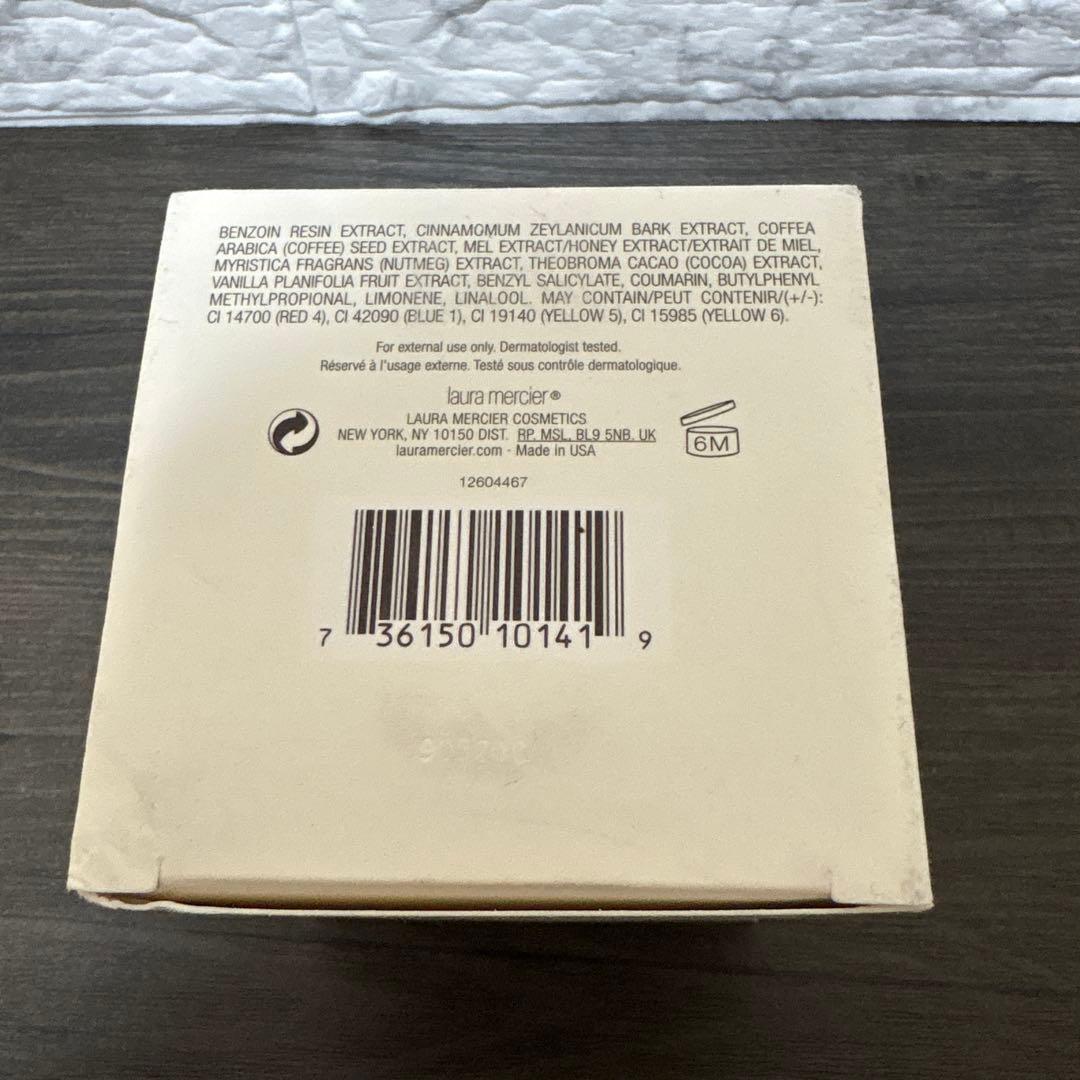 BENZOIN RESIN EXTRACT, CINNAMOMUM ZEYLANICUM BARK EXTRACT, COFFEA
ARABICA (COFFEE) SEED EXTRACT, MEL EXTRACT/HONEY EXTRACT/EXTRAIT DE MIEL,
MYRISTICA FRAGRANS (NUTMEG) EXTRACT, THEOBROMA CACAO (COCOA) EXTRACT,
VANILLA PLANIFOLIA FRUIT EXTRACT, BENZYL SALICYLATE, COUMARIN, BUTYLPHENYL
METHYLPROPIONAL, LIMONENE, LINALOOL. MAY CONTAIN/PEUT CONTENIR/(+/-):
CI 14700 (RED 4), CI 42090 (BLUE 1), CI 19140 (YELLOW 5), CI 15985 (YELLOW 6).
For external use only. Dermatologist tested.
Réservé à l'usage externe. Testé sous contrôle dermatologique.
laura mercier®
LAURA MERCIER COSMETICS
NEW YORK, NY 10150 DIST. RP. MSL, BL9 5NB. UK
lauramercier.com - Made in USA
6M
12604467
7 36150 10141 9